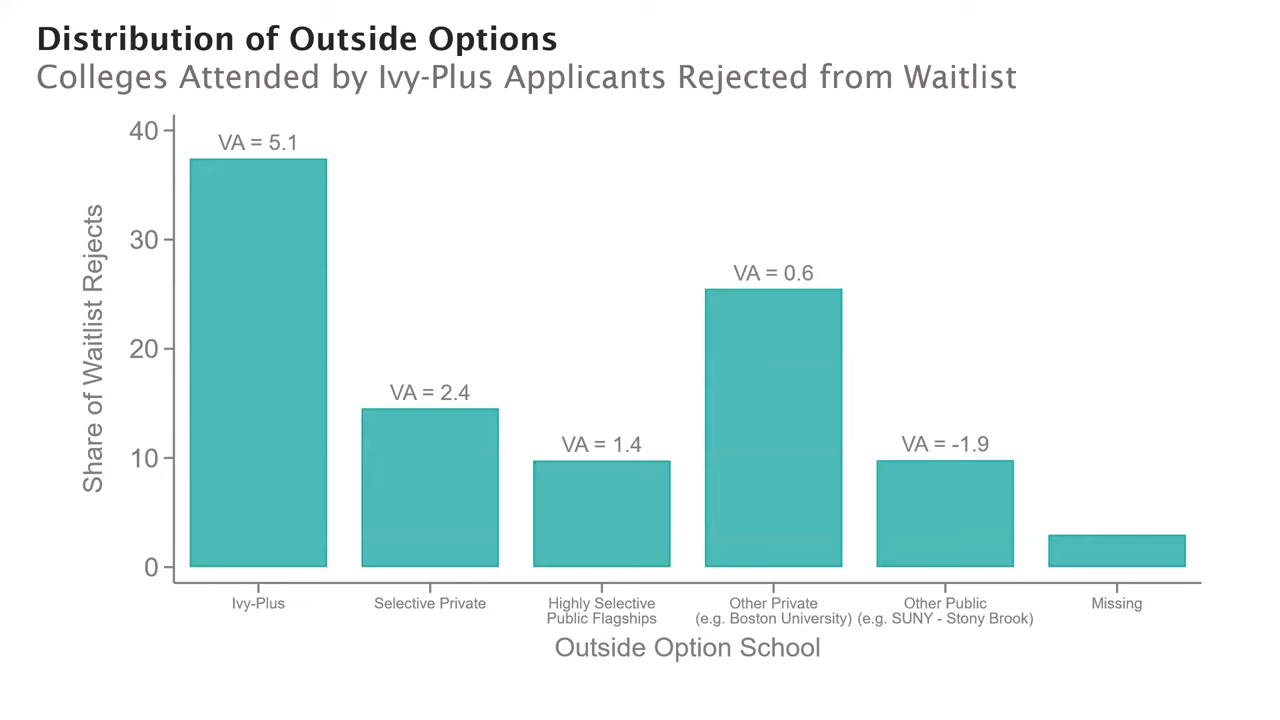 Distribution of Outside Options
Colleges Attended by Ivy-Plus Applicants Rejected from Waitlist
40
30
20
10
0
Share of Waitlist Rejects
VA = 5.1
VA = 2.4
VA = 1.4
VA = 0.6
VA = -1.9
Ivy-Plus
Selective Private
Highly Selective
Public Flagships
Other Private
(e.g. Boston University)
Other Public
(e.g. SUNY - Stony Brook)
Missing
Outside Option School